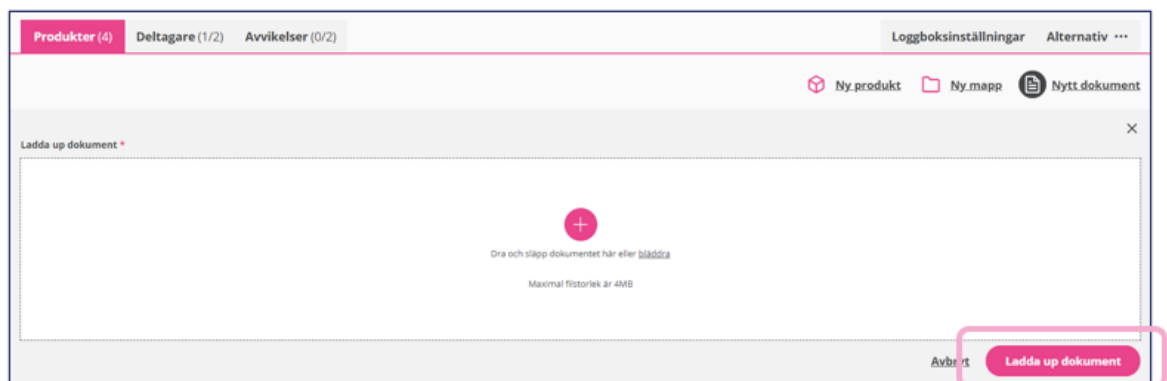 Produkter (4) Deltagare (1/2) Avvikelser (0/2) Loggboksinställningar Alternativ ···
Ny produkt Ny mapp Nytt dokument
Ladda up dokument *
Dra och släpp dokumentet här eller bläddra
Maximal filstorlek är 4MB
Avbryt Ladda up dokument